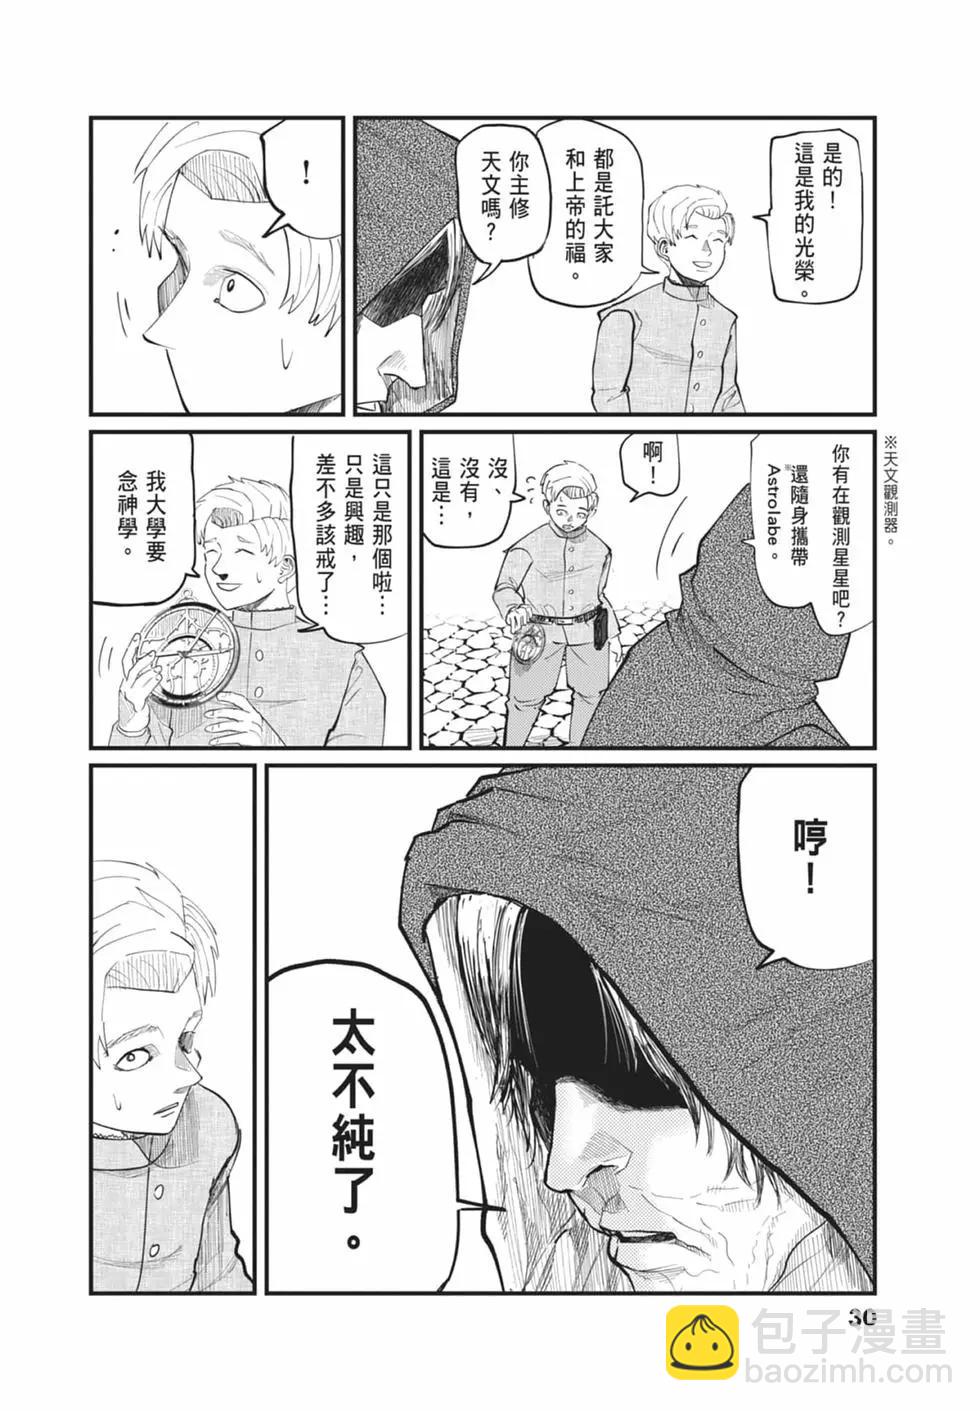 是的！
這是我的光榮。
都是託大家
和上帝的福。
你主修
天文嗎？
！
※天文觀測器。
你有在觀測星星吧？
還隨身攜帶
※Astrolabe。
啊！
沒、
沒有，
這是…
這只是那個啦…
只是興趣，
差不多該戒了…
我大學要
念神學。
哼！
太不純了。
30
包子漫畫
baozimh.com